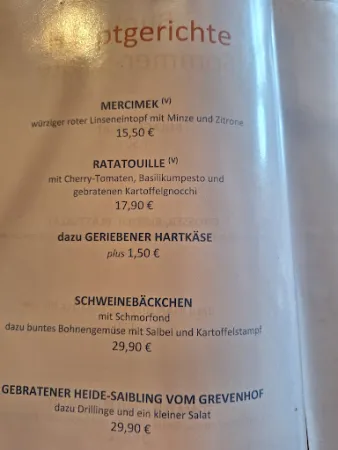 Hauptgerichte
MERCIMEK (V)
würziger roter Linseneintopf mit Minze und Zitrone
15,50 €
RATATOUILLE (V)
mit Cherry-Tomaten, Basilikumpesto und
gebratenen Kartoffelgnocchi
17,90 €
dazu GERIEBENER HARTKÄSE
plus 1,50 €
SCHWEINEBÄCKCHEN
mit Schmorfond
dazu buntes Bohnengemüse mit Salbei und Kartoffelstampf
29,90 €
GEBRATENER HEIDE-SAIBLING VOM GREVENHOF
dazu Drillinge und ein kleiner Salat
29,90 €